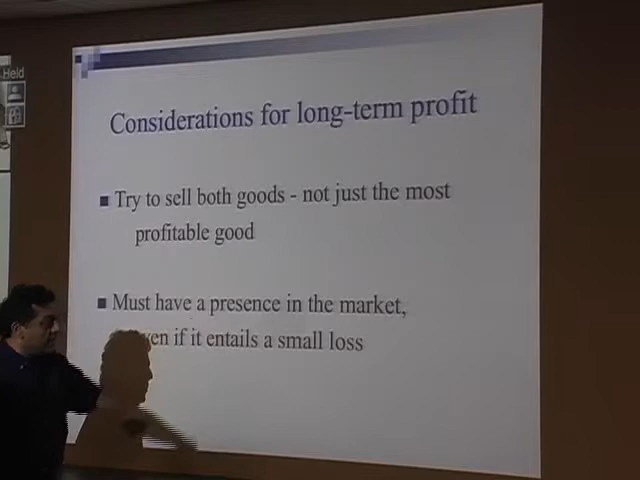 -Held
Considerations for long-term profit
■ Try to sell both goods - not just the most
profitable good
■ Must have a presence in the market,
even if it entails a small loss